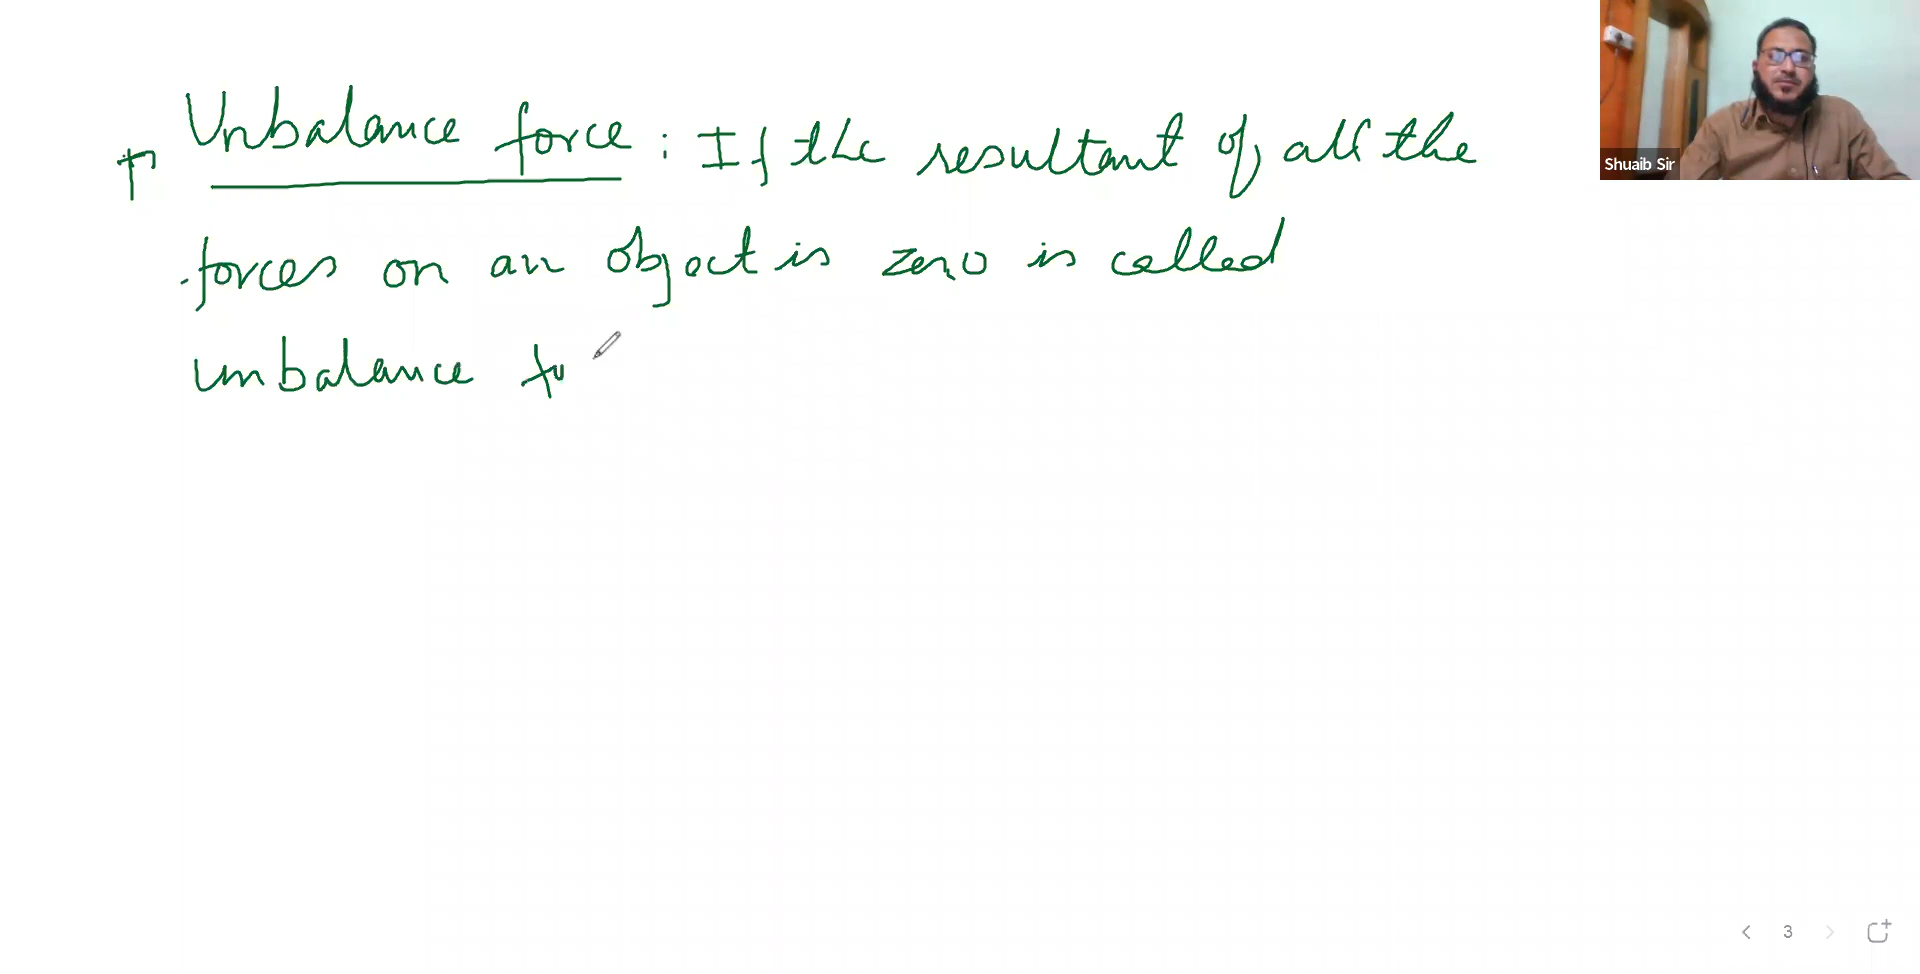 Unbalance force : If the resultant of all the
forces on an object is zero is called
unbalance fo
Shuaib Sir
3